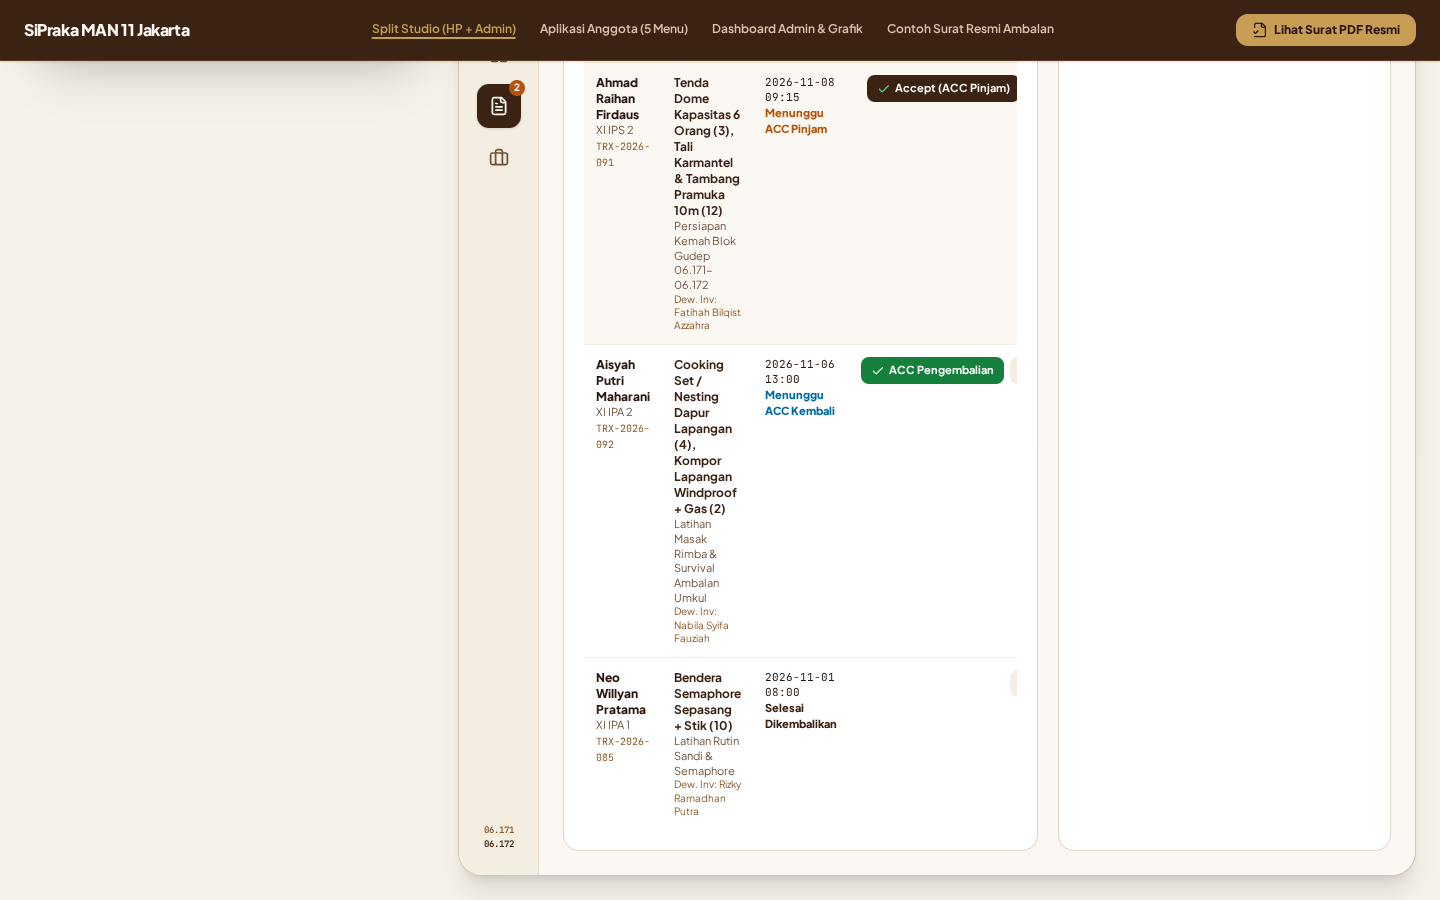 SiPraka MAN 11 Jakarta
Split Studio (HP + Admin)
Aplikasi Anggota (5 Menu)
Dashboard Admin & Grafik
Contoh Surat Resmi Ambalan
Lihat Surat PDF Resmi
2
Ahmad
Raihan
Firdaus
XI IPS 2
TRX-2026-
091
Tenda
Dome
Kapasitas 6
Orang (3),
Tali
Karmantel
& Tambang
Pramuka
10m (12)
Persiapan
Kemah Blok
Gudep
06.171–
06.172
Dew. Inv:
Fatihah Bilqist
Azzahra
2026-11-08
09:15
Menunggu
ACC Pinjam
Accept (ACC Pinjam)
Aisyah
Putri
Maharani
XI IPA 2
TRX-2026-
092
Cooking
Set /
Nesting
Dapur
Lapangan
(4),
Kompor
Lapangan
Windproof
+ Gas (2)
Latihan
Masak
Rimba &
Survival
Ambalan
Umkul
Dew. Inv:
Nabila Syifa
Fauziah
2026-11-06
13:00
Menunggu
ACC Kembali
ACC Pengembalian
Neo
Willyan
Pratama
XI IPA 1
TRX-2026-
085
Bendera
Semaphore
Sepasang
+ Stik (10)
Latihan Rutin
Sandi &
Semaphore
Dew. Inv: Rizky
Ramadhan
Putra
2026-11-01
08:00
Selesai
Dikembalikan
06.171
06.172